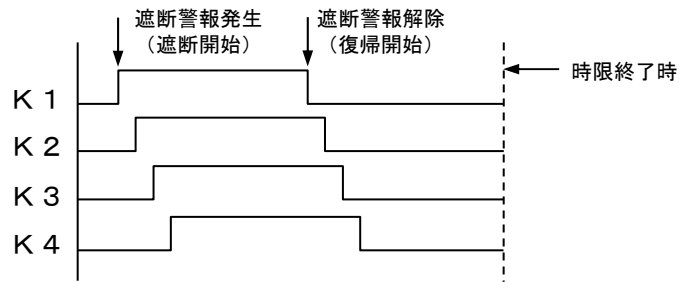 遮断警報発生
（遮断開始）
遮断警報解除
（復帰開始）
時限終了時
Ｋ１
Ｋ２
Ｋ３
Ｋ４